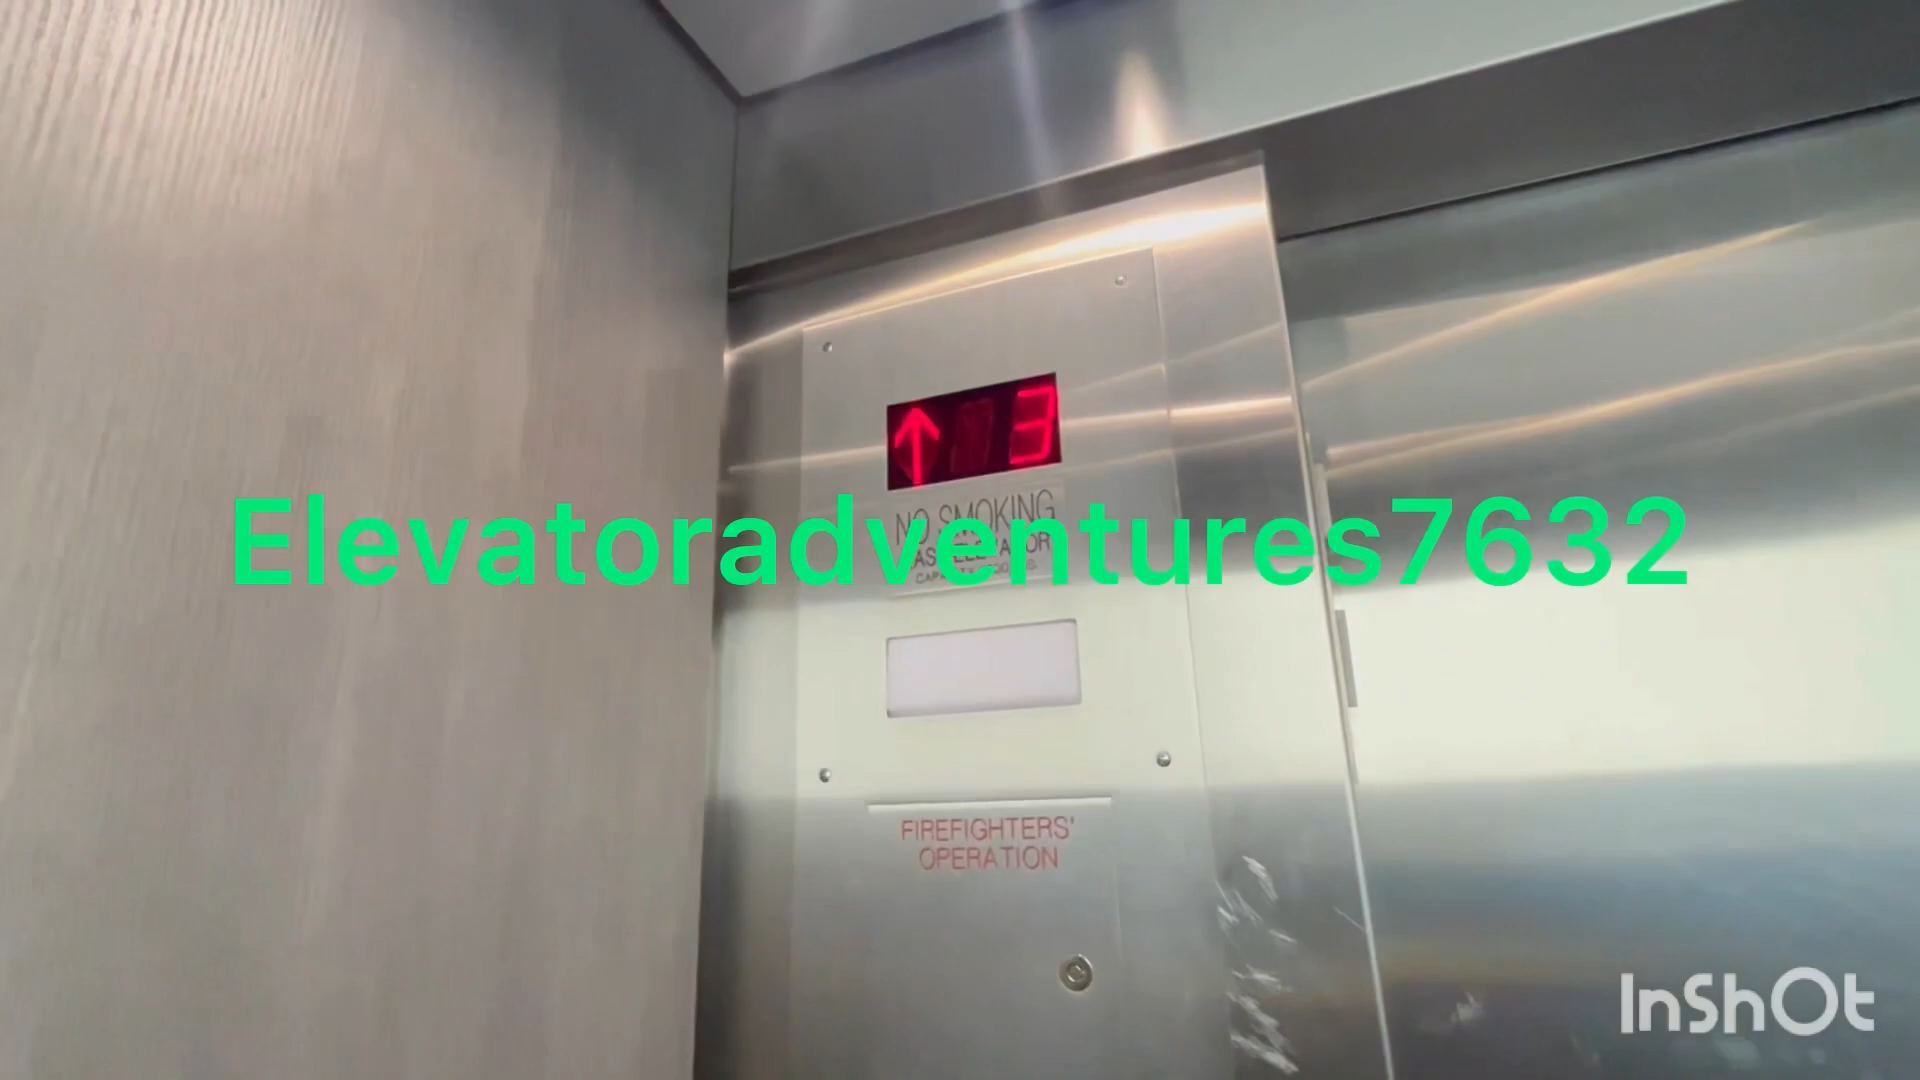 3
NO SMOKING
Elevatoradventures7632
FIREFIGHTERS'
OPERATION
InShOt